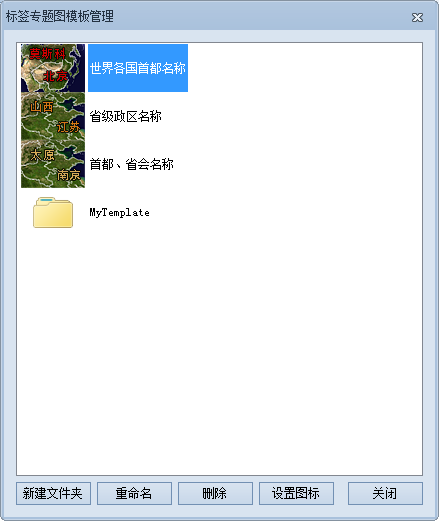 标签专题图模板管理
莫斯科
北京
世界各国首都名称
山西
江苏
省级政区名称
太原
南京
首都、省会名称
MyTemplate
新建文件夹 重命名 删除 设置图标 关闭